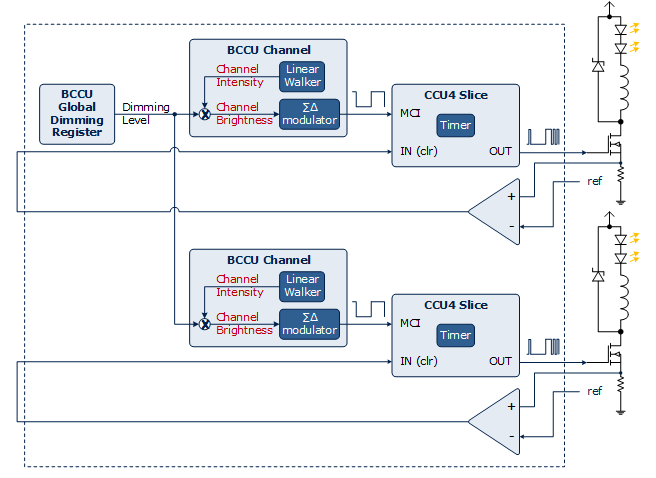 BCCU
Global
Dimming
Register
Dimming
Level
BCCU Channel
Channel
Intensity
Linear
Walker
Channel
Brightness
ΣΔ
modulator
CCU4 Slice
MCI
Timer
IN (clr)
OUT
+
-
ref
BCCU Channel
Channel
Intensity
Linear
Walker
Channel
Brightness
ΣΔ
modulator
CCU4 Slice
MCI
Timer
IN (clr)
OUT
+
-
ref